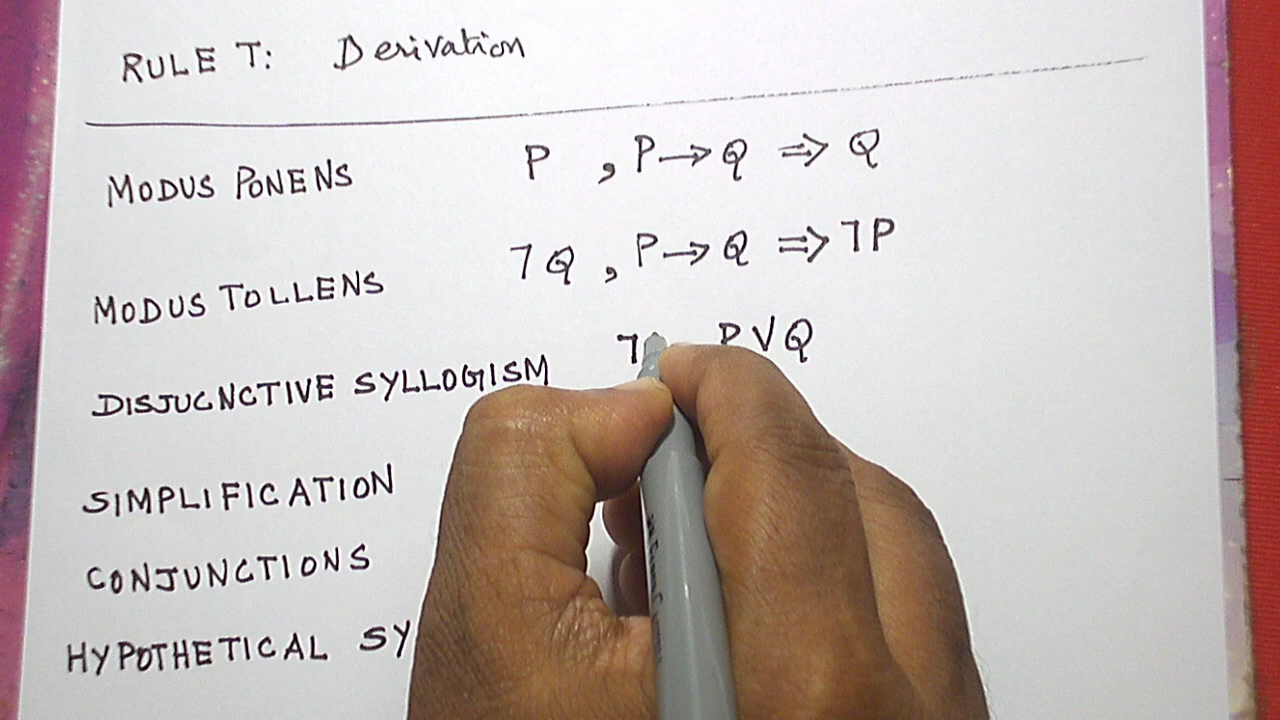 RULE T: Derivation
MODUS PONENS P , P→Q ⇒ Q
MODUS TOLLENS ⅂Q , P→Q ⇒ ⅂P
DISJUCNCTIVE SYLLOGISM ⅂ P∨Q
SIMPLIFICATION
CONJUNCTIONS
HYPOTHETICAL SY